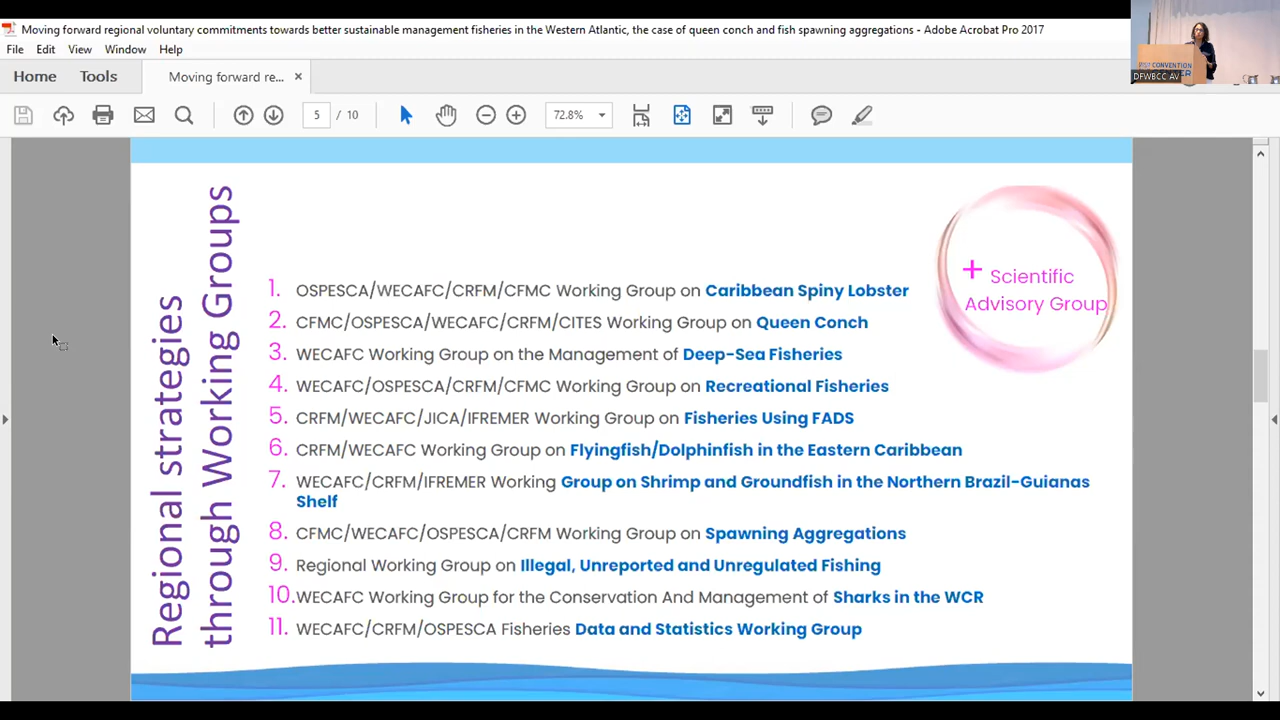 Moving forward regional voluntary commitments towards better sustainable management fisheries in the Western Atlantic, the case of queen conch and fish spawning aggregations - Adobe Acrobat Pro 2017
File Edit View Window Help
Home Tools Moving forward re... ×
5 / 10 72.8%
CONVENTION
DFWBCC AV
Regional strategies
through Working Groups
+ Scientific
Advisory Group
1. OSPESCA/WECAFC/CRFM/CFMC Working Group on Caribbean Spiny Lobster
2. CFMC/OSPESCA/WECAFC/CRFM/CITES Working Group on Queen Conch
3. WECAFC Working Group on the Management of Deep-Sea Fisheries
4. WECAFC/OSPESCA/CRFM/CFMC Working Group on Recreational Fisheries
5. CRFM/WECAFC/JICA/IFREMER Working Group on Fisheries Using FADS
6. CRFM/WECAFC Working Group on Flyingfish/Dolphinfish in the Eastern Caribbean
7. WECAFC/CRFM/IFREMER Working Group on Shrimp and Groundfish in the Northern Brazil-Guianas
Shelf
8. CFMC/WECAFC/OSPESCA/CRFM Working Group on Spawning Aggregations
9. Regional Working Group on Illegal, Unreported and Unregulated Fishing
10. WECAFC Working Group for the Conservation And Management of Sharks in the WCR
11. WECAFC/CRFM/OSPESCA Fisheries Data and Statistics Working Group